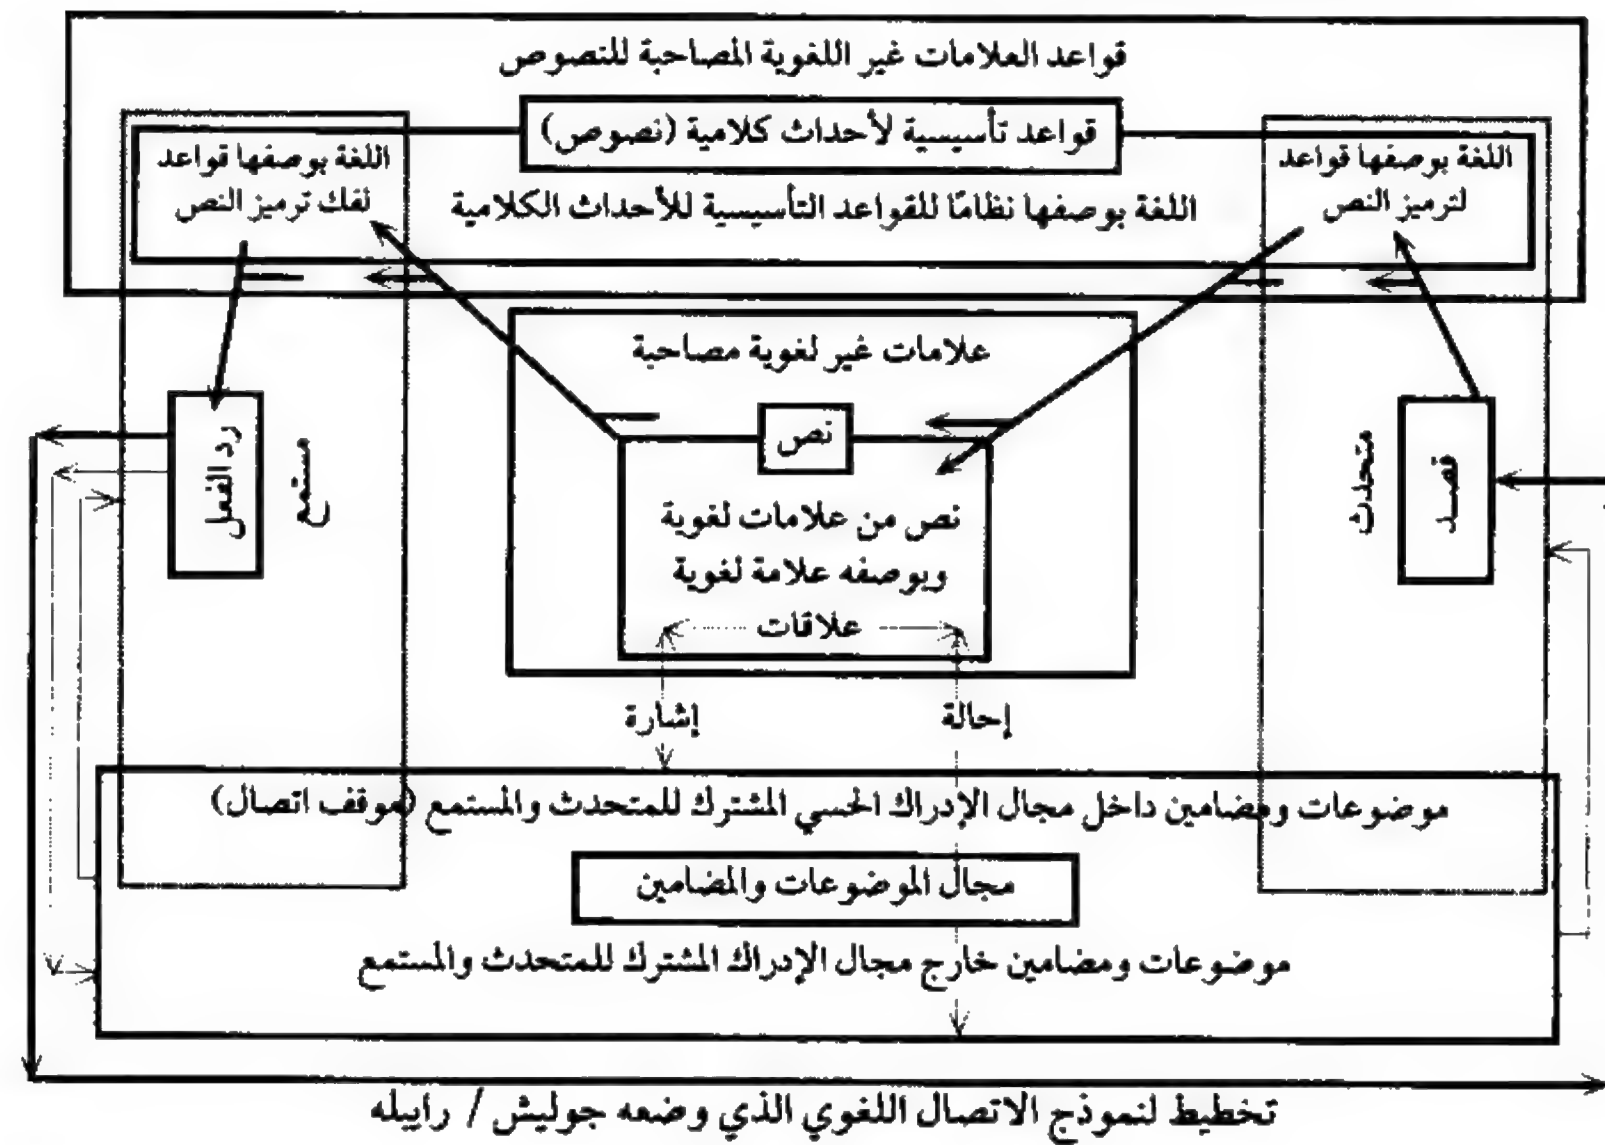 قواعد العلامات غير اللغوية المصاحبة للنصوص
قواعد تأسيسية لأحداث كلامية (نصوص)
اللغة بوصفها قواعد
لترميز النص
اللغة بوصفها نظامًا للقواعد التأسيسية للأحداث الكلامية
اللغة بوصفها قواعد
لفك ترميز النص
علامات غير لغوية مصاحبة
نص
قصد
متحدث
نص من علامات لغوية
وبوصفه علامة لغوية
علاقات
مستمع
رد الفعل
إحالة
إشارة
موضوعات ومضامين داخل مجال الإدراك الحسي المشترك للمتحدث والمستمع (موقف اتصال)
مجال الموضوعات والمضامين
موضوعات ومضامين خارج مجال الإدراك المشترك للمتحدث والمستمع
تخطيط لنموذج الاتصال اللغوي الذي وضعه جوليش / راييله